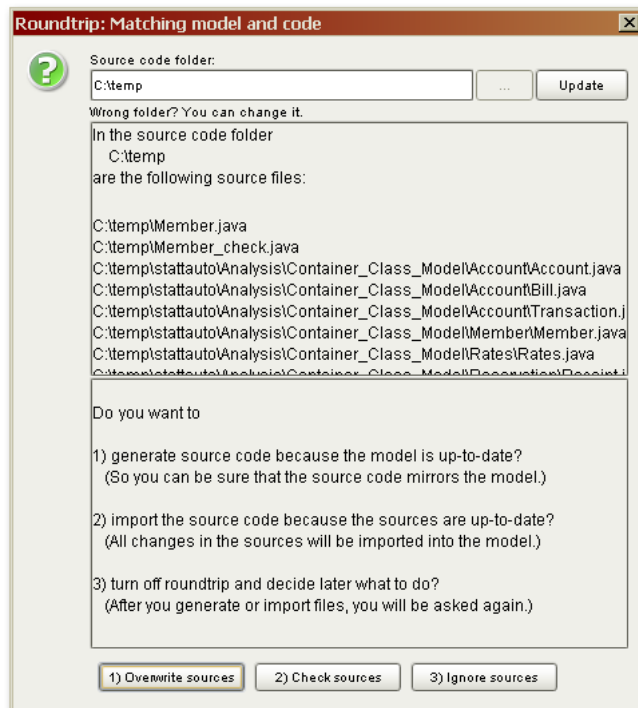 Roundtrip: Matching model and code
Source code folder:
C:\temp
...
Update
Wrong folder? You can change it.
In the source code folder
C:\temp
are the following source files:
C:\temp\Member.java
C:\temp\Member_check.java
C:\temp\stattauto\Analysis\Container_Class_Model\Account\Account.java
C:\temp\stattauto\Analysis\Container_Class_Model\Account\Bill.java
C:\temp\stattauto\Analysis\Container_Class_Model\Account\Transaction.j
C:\temp\stattauto\Analysis\Container_Class_Model\Member\Member.java
C:\temp\stattauto\Analysis\Container_Class_Model\Rates\Rates.java
C:\temp\stattauto\Analysis\Container_Class_Model\Reservation\Receipt.j
Do you want to
1) generate source code because the model is up-to-date?
(So you can be sure that the source code mirrors the model.)
2) import the source code because the sources are up-to-date?
(All changes in the sources will be imported into the model.)
3) turn off roundtrip and decide later what to do?
(After you generate or import files, you will be asked again.)
1) Overwrite sources
2) Check sources
3) Ignore sources